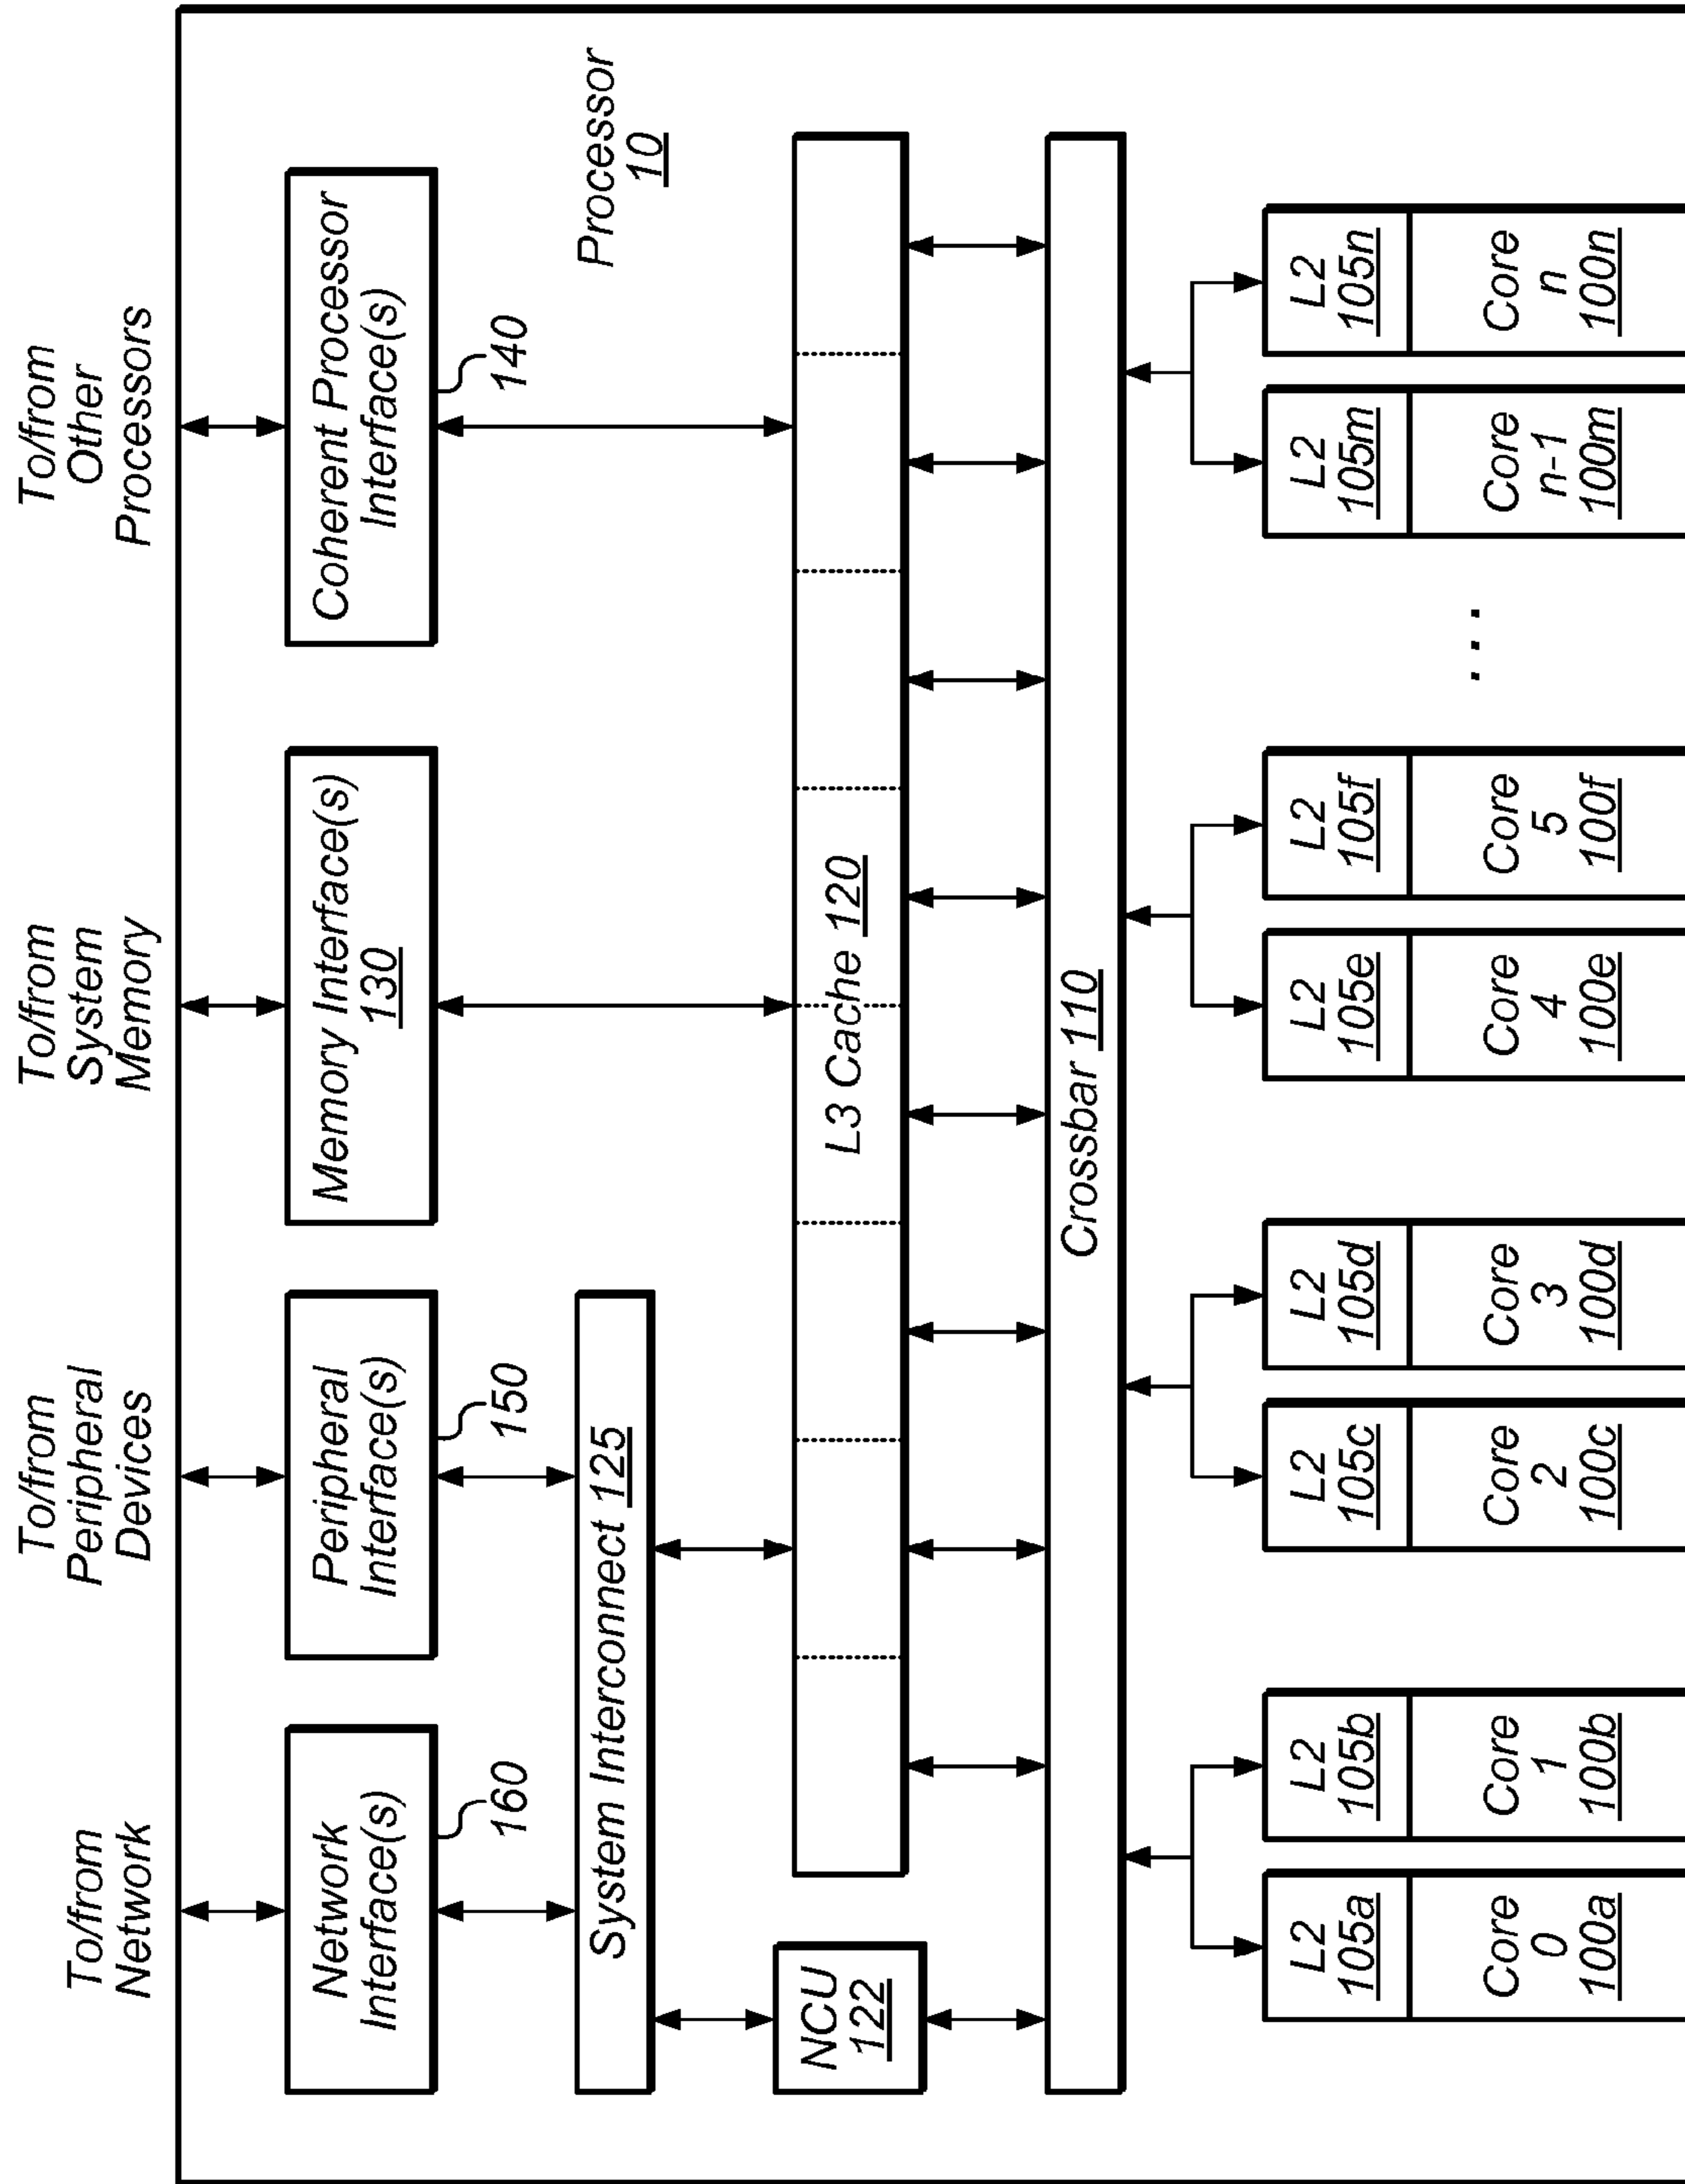 To/from
Network
To/from
Peripheral
Devices
To/from
System
Memory
To/from
Other
Processors
Network
Interface(s)
160
Peripheral
Interface(s)
150
Memory Interface(s)
130
Coherent Processor
Interface(s)
140
Processor
10
System Interconnect 125
NCU
122
L3 Cache 120
Crossbar 110
L2
105a
Core
0
100a
L2
105b
Core
1
100b
L2
105c
Core
2
100c
L2
105d
Core
3
100d
L2
105e
Core
4
100e
L2
105f
Core
5
100f
. . .
L2
105m
Core
n-1
100m
L2
105n
Core
n
100n